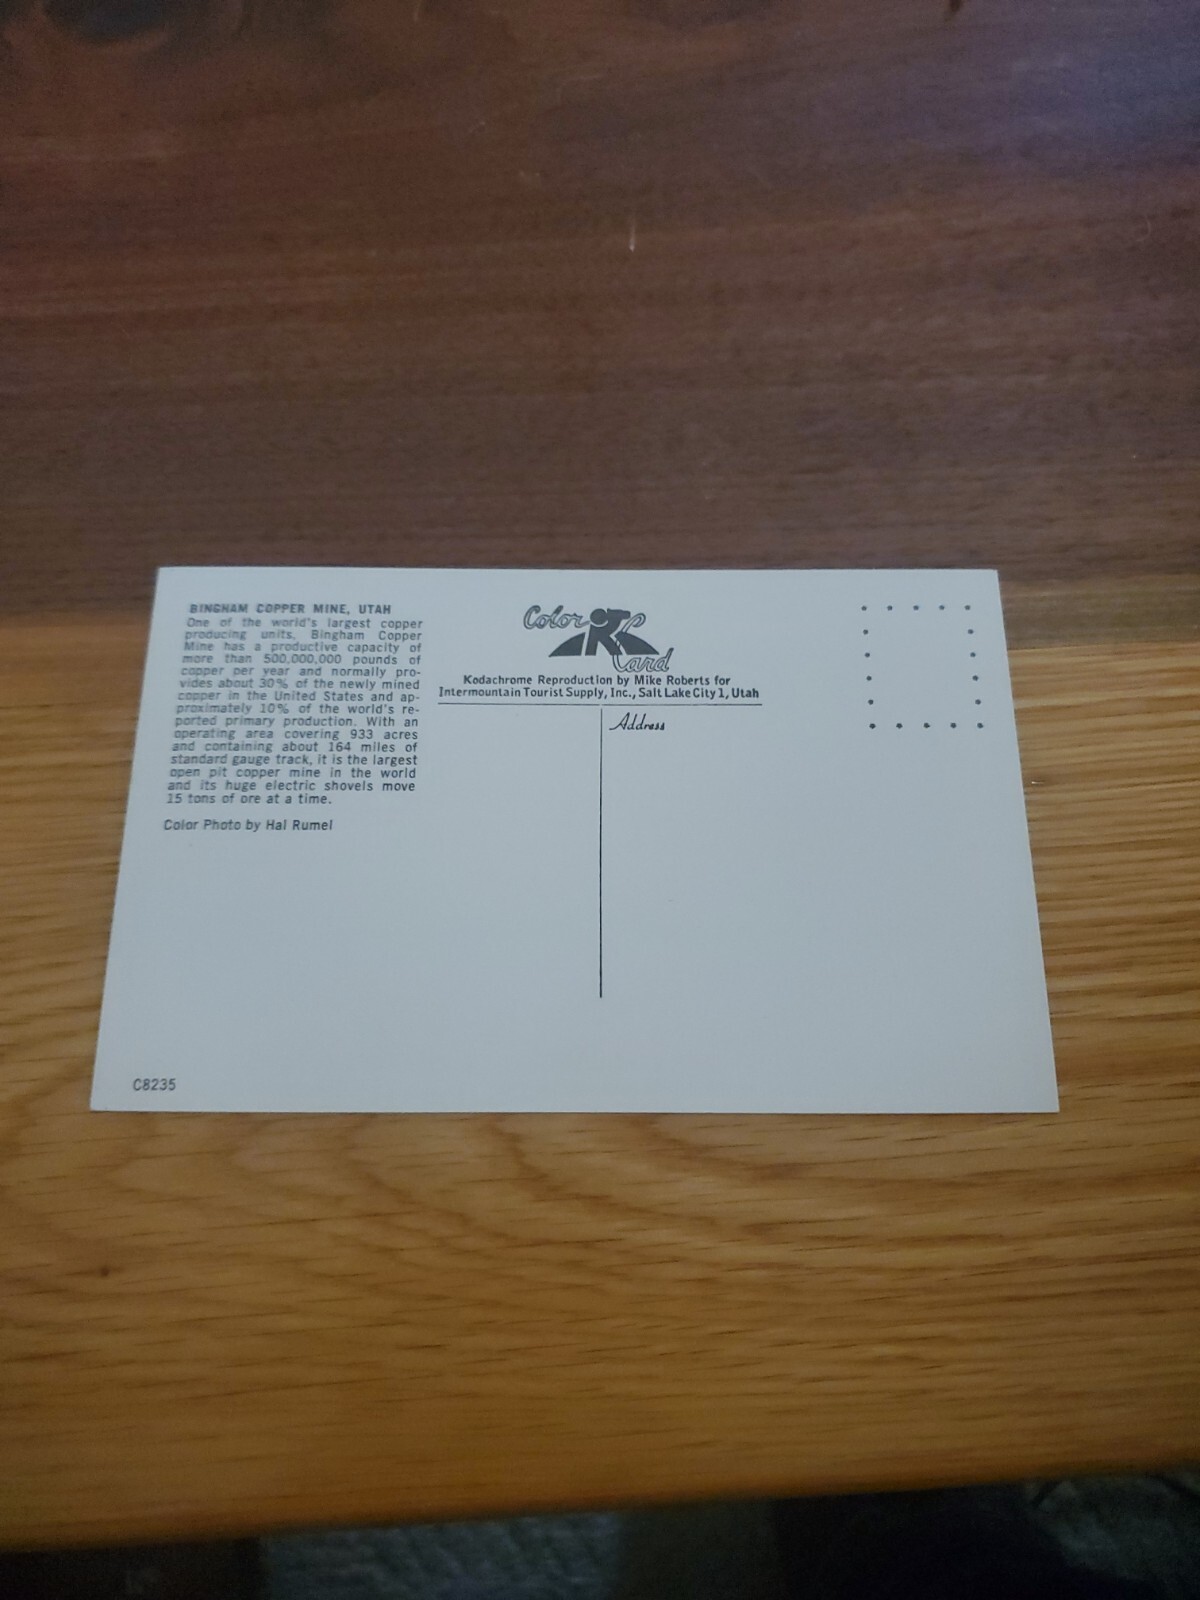 BINGHAM COPPER MINE, UTAH
One of the world's largest copper
producing units, Bingham Copper
Mine has a productive capacity of
more than 500,000,000 pounds of
copper per year and normally pro-
vides about 30% of the newly mined
copper in the United States and ap-
proximately 10% of the world's re-
ported primary production. With an
operating area covering 933 acres
and containing about 164 miles of
standard gauge track, it is the largest
open pit copper mine in the world
and its huge electric shovels move
15 tons of ore at a time.
Color Photo by Hal Rumel
C8235
Color
Card
Kodachrome Reproduction by Mike Roberts for
Intermountain Tourist Supply, Inc., Salt Lake City 1, Utah
Address